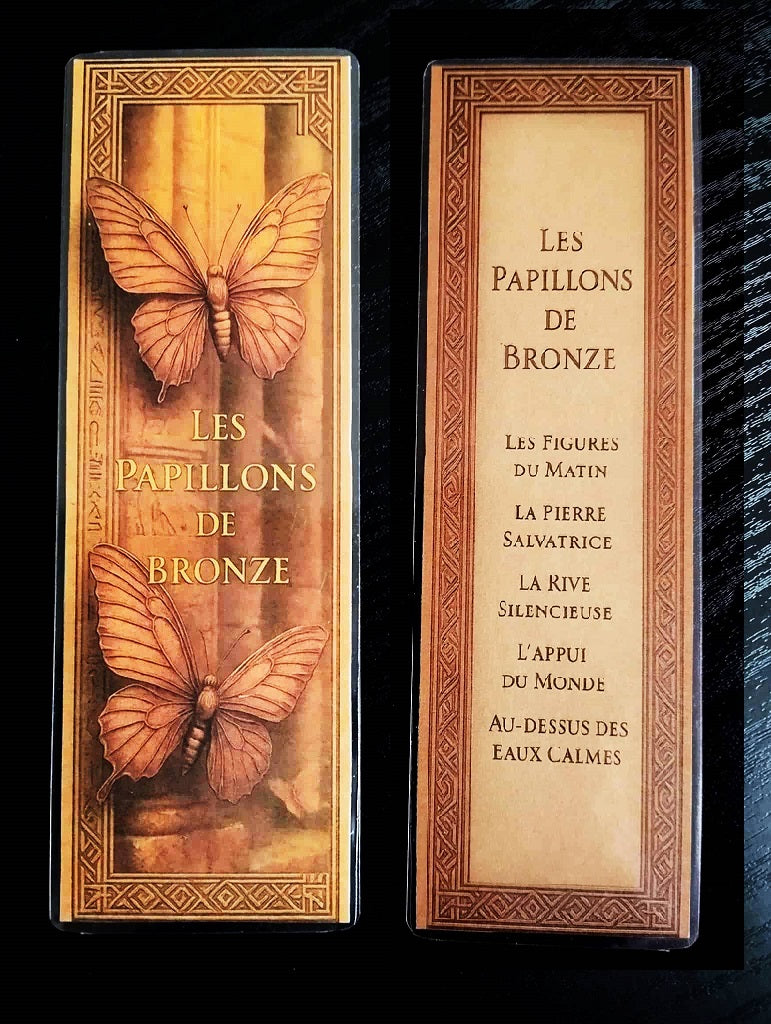 LES
PAPILLONS
DE
BRONZE
LES
PAPILLONS
DE
BRONZE
LES FIGURES
DU MATIN
LA PIERRE
SALVATRICE
LA RIVE
SILENCIEUSE
L'APPUI
DU MONDE
AU-DESSUS DES
EAUX CALMES